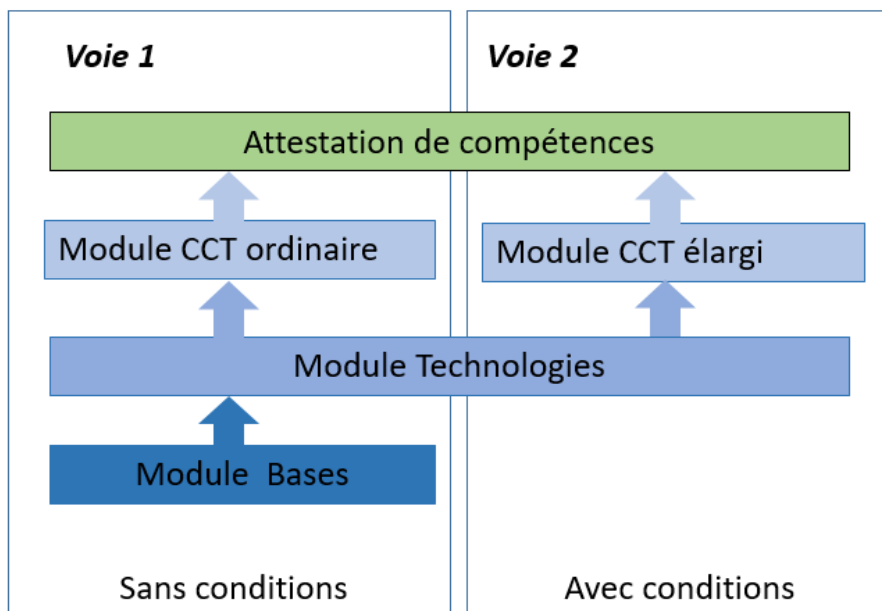 Voie 1
Voie 2
Attestation de compétences
Module CCT ordinaire
Module CCT élargi
Module Technologies
Module Bases
Sans conditions
Avec conditions